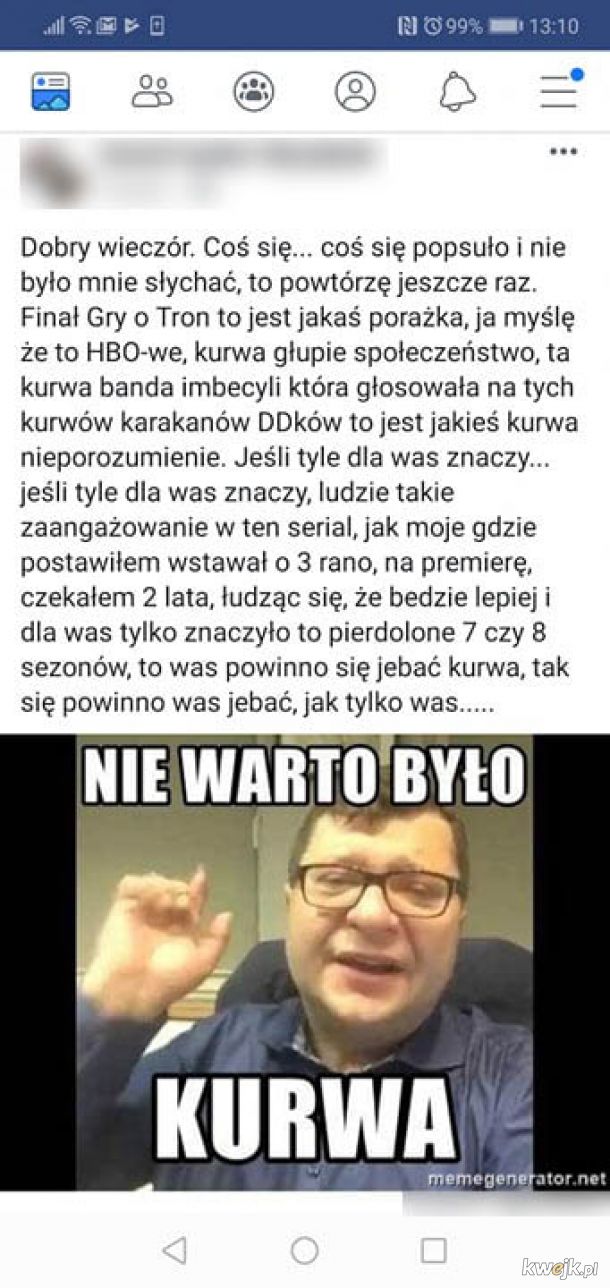 99% 13:10
Dobry wieczór. Coś się... coś się popsuło i nie
było mnie słychać, to powtórzę jeszcze raz.
Finał Gry o Tron to jest jakaś porażka, ja myślę
że to HBO-we, kurwa głupie społeczeństwo, ta
kurwa banda imbecyli która głosowała na tych
kurwów karakanów DDków to jest jakieś kurwa
nieporozumienie. Jeśli tyle dla was znaczy...
jeśli tyle dla was znaczy, ludzie takie
zaangażowanie w ten serial, jak moje gdzie
postawiłem wstawał o 3 rano, na premierę,
czekałem 2 lata, łudząc się, że bedzie lepiej i
dla was tylko znaczyło to pierdolone 7 czy 8
sezonów, to was powinno się jebać kurwa, tak
się powinno was jebać, jak tylko was.....
NIE WARTO BYŁO
KURWA
memegenerator.net
kwejk.pl